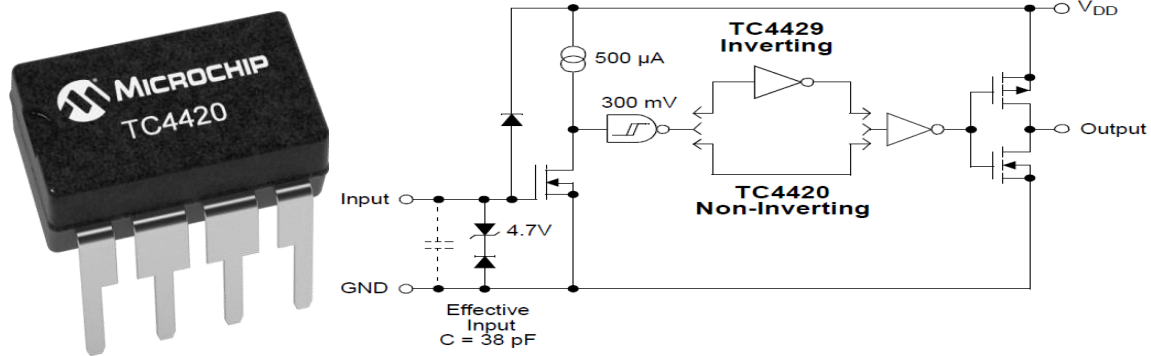 MICROCHIP
TC4420
VDD
TC4429
Inverting
500 µA
300 mV
Output
TC4420
Non-Inverting
Input
4.7V
GND
Effective
Input
C = 38 pF